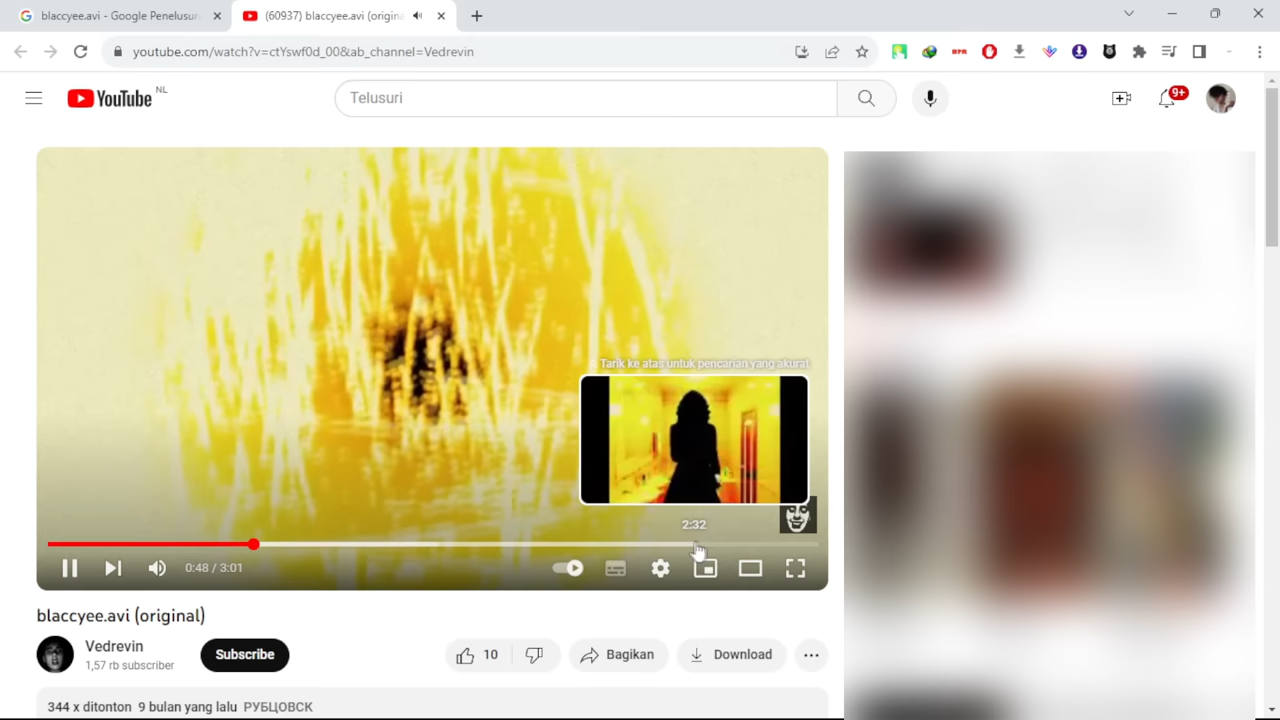 blaccyee.avi - Google Penelusuran
(60937) blaccyee.avi (origina
youtube.com/watch?v=ctYswf0d_00&ab_channel=Vedrevin
YouTube NL
Telusuri
9+
Tarik ke atas untuk pencarian yang akurat
2:32
0:48 / 3:01
blaccyee.avi (original)
Vedrevin
1,57 rb subscriber
Subscribe
10
Bagikan
Download
344 x ditonton 9 bulan yang lalu РУБЦОВСК